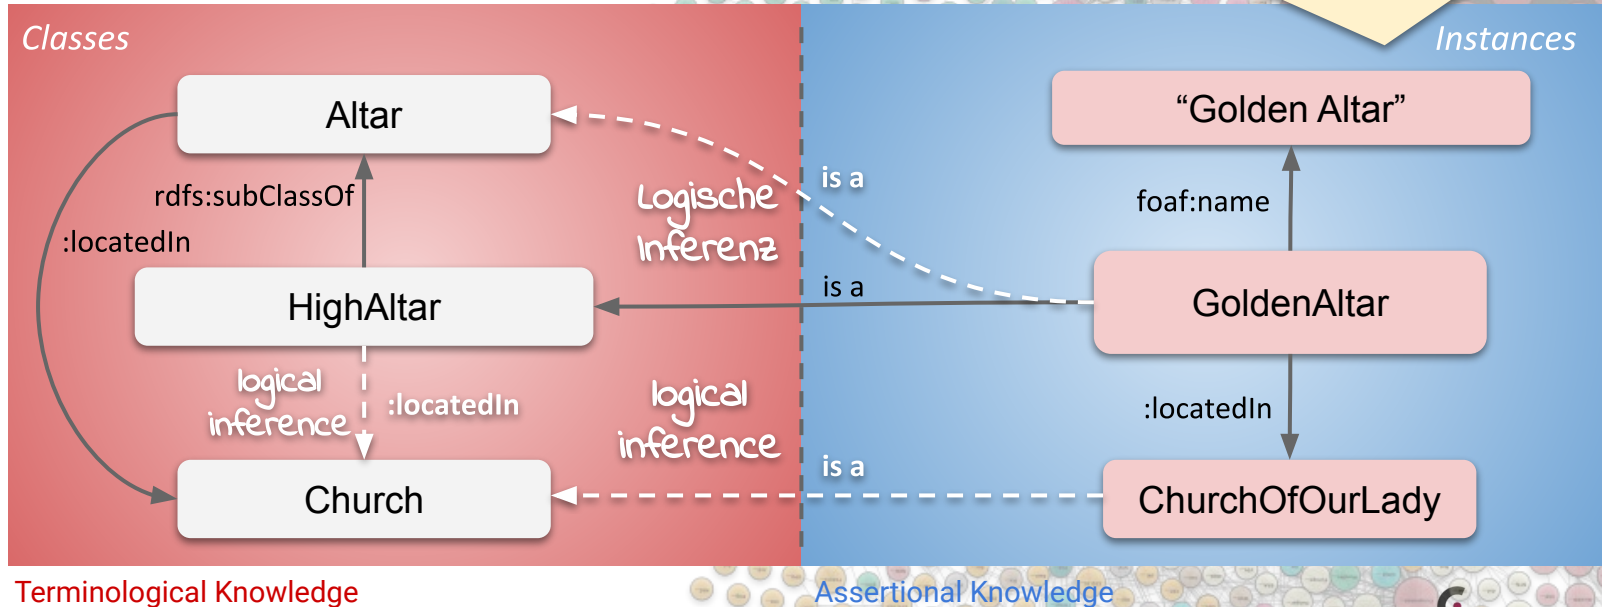 Classes
Instances
Altar
“Golden Altar”
is a
rdfs:subClassOf
Logische
Inferenz
foaf:name
:locatedIn
HighAltar
is a
GoldenAltar
logical
inference
:locatedIn
logical
inference
:locatedIn
is a
Church
ChurchOfOurLady
Terminological Knowledge
Assertional Knowledge